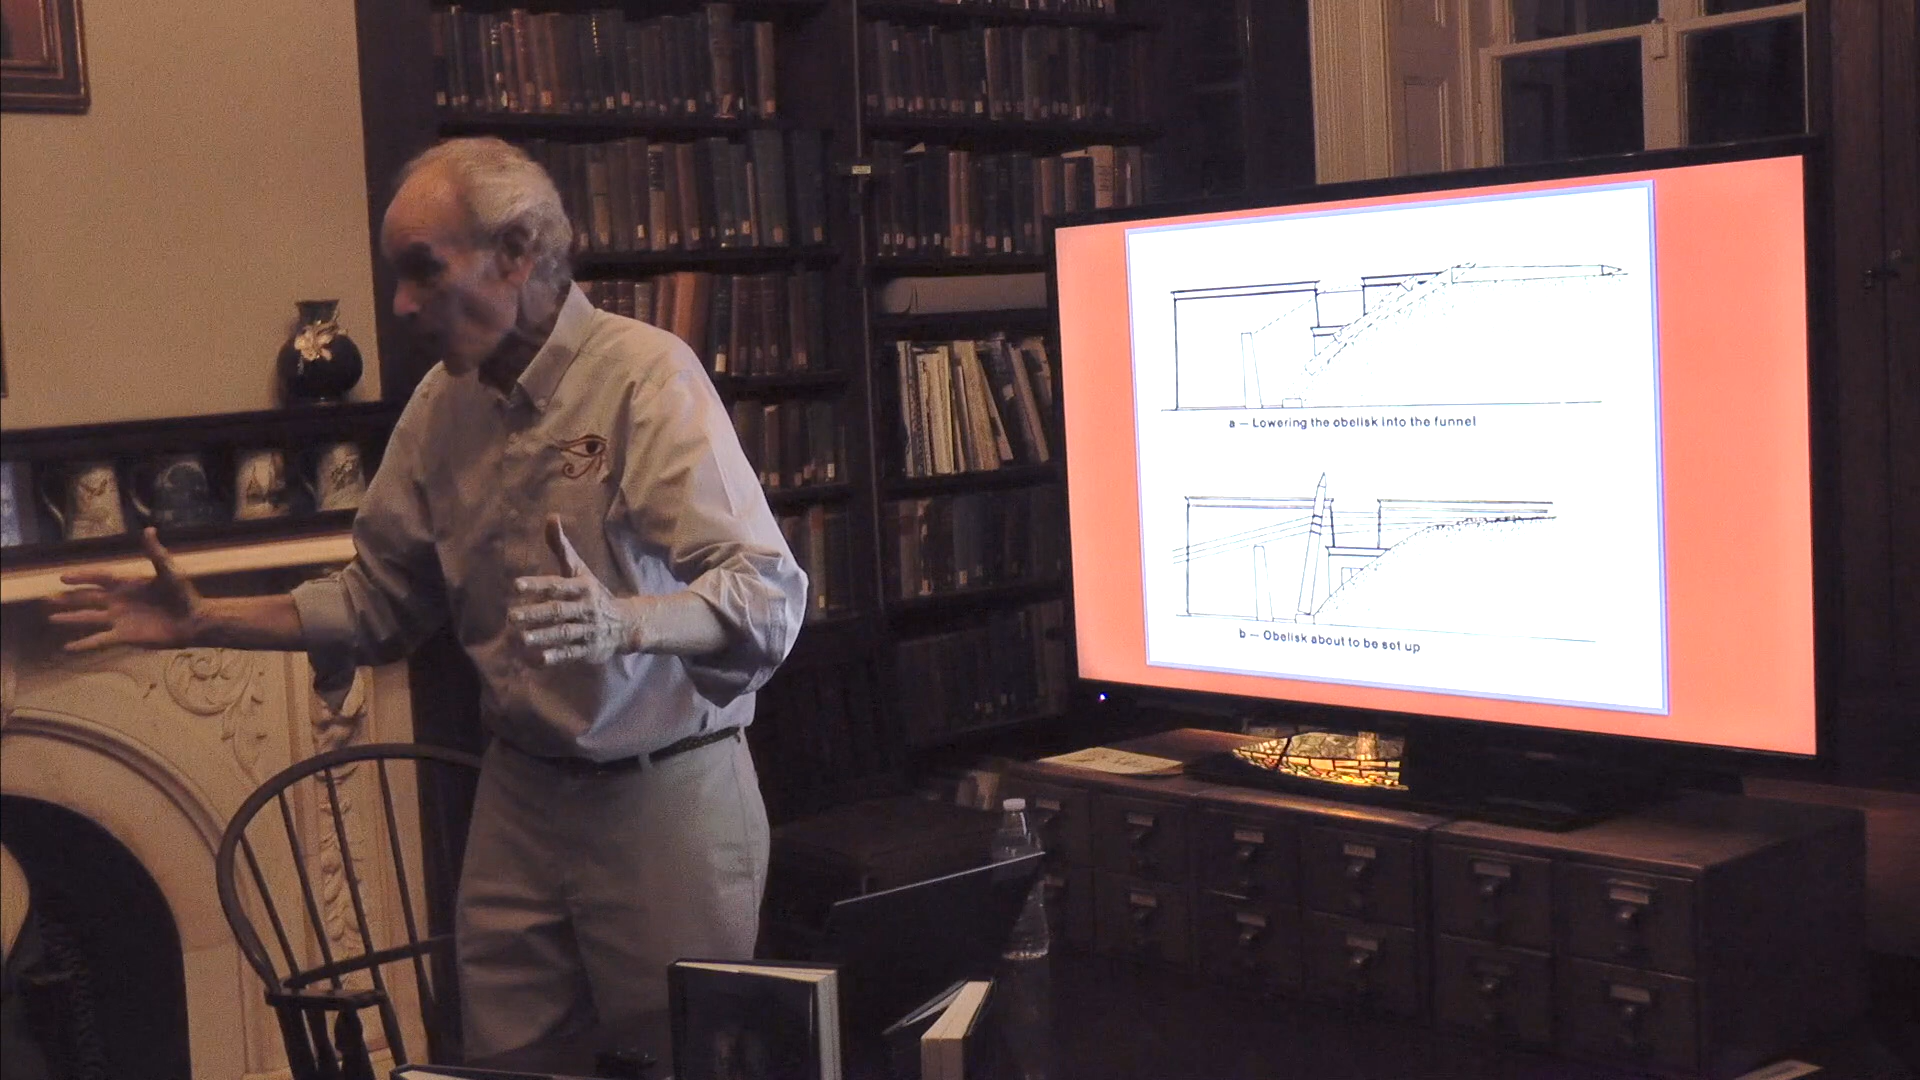 a — Lowering the obelisk into the funnel
b — Obelisk about to be set up